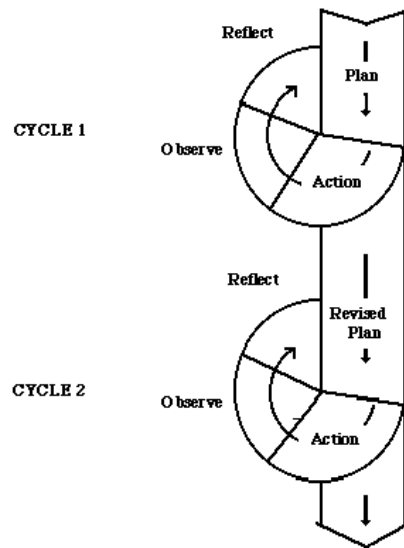 Reflect
Plan
CYCLE 1
Observe
Action
Reflect
Revised
Plan
CYCLE 2
Observe
Action